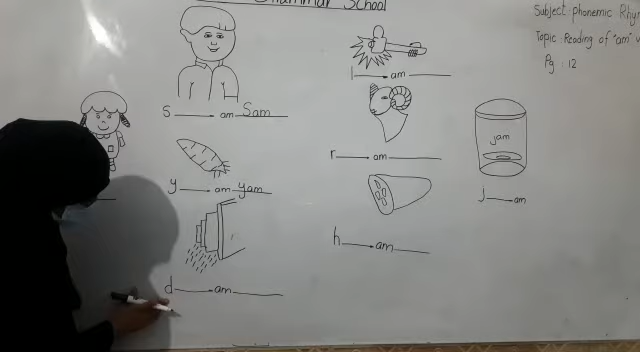 Grammar School
Subject: phonemic Rhym
Topic: Reading of "am" w
Pg : 12
s am Sam
y am yam
d am
l am
r am
h am
jam
j am